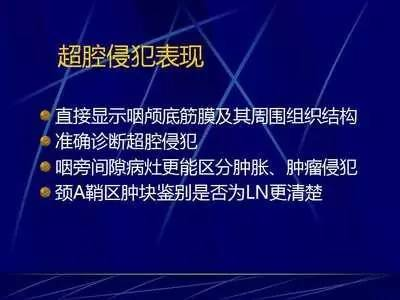 超腔侵犯表现
直接显示咽颅底筋膜及其周围组织结构
准确诊断超腔侵犯
咽旁间隙病灶更能区分肿胀、肿瘤侵犯
颈A鞘区肿块鉴别是否为LN更清楚